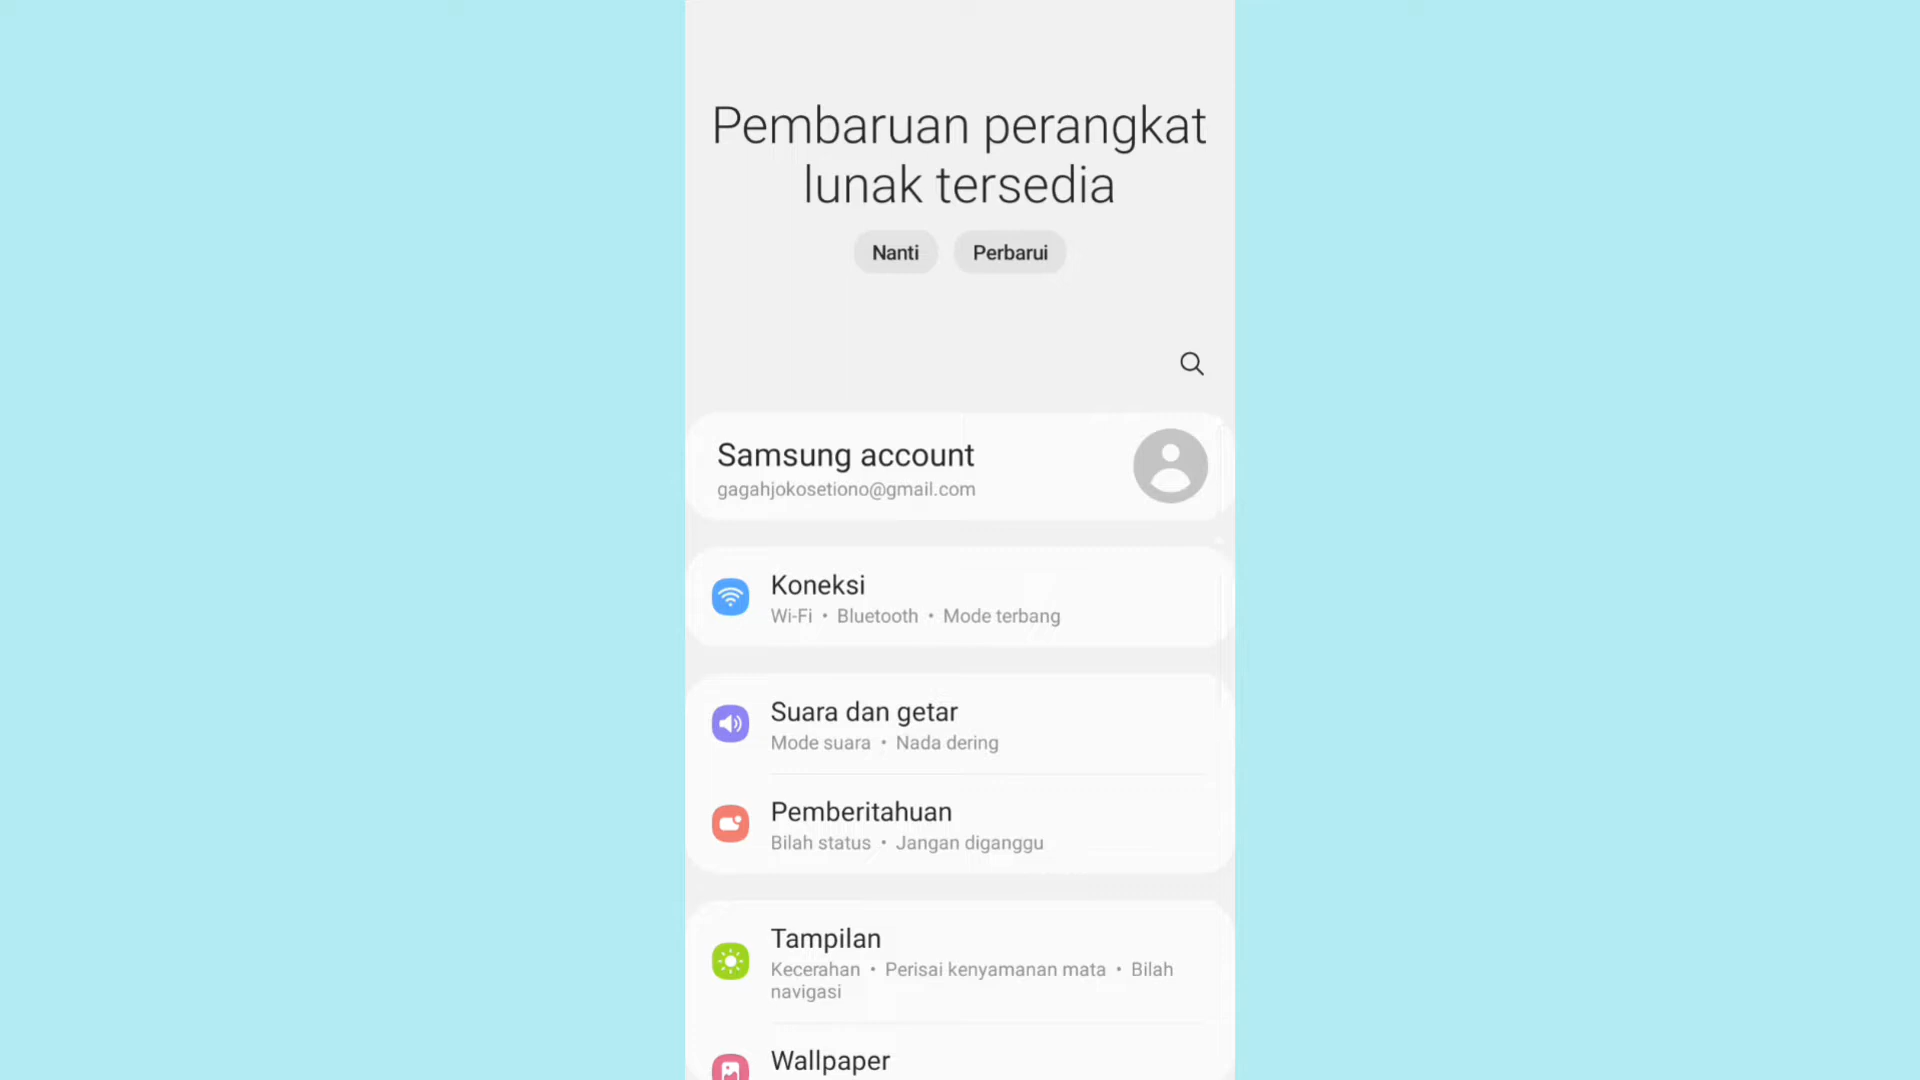 Pembaruan perangkat
lunak tersedia
Nanti
Perbarui
Samsung account
gagahjokosetiono@gmail.com
Koneksi
Wi-Fi • Bluetooth • Mode terbang
Suara dan getar
Mode suara • Nada dering
Pemberitahuan
Bilah status • Jangan diganggu
Tampilan
Kecerahan • Perisai kenyamanan mata • Bilah
navigasi
Wallpaper